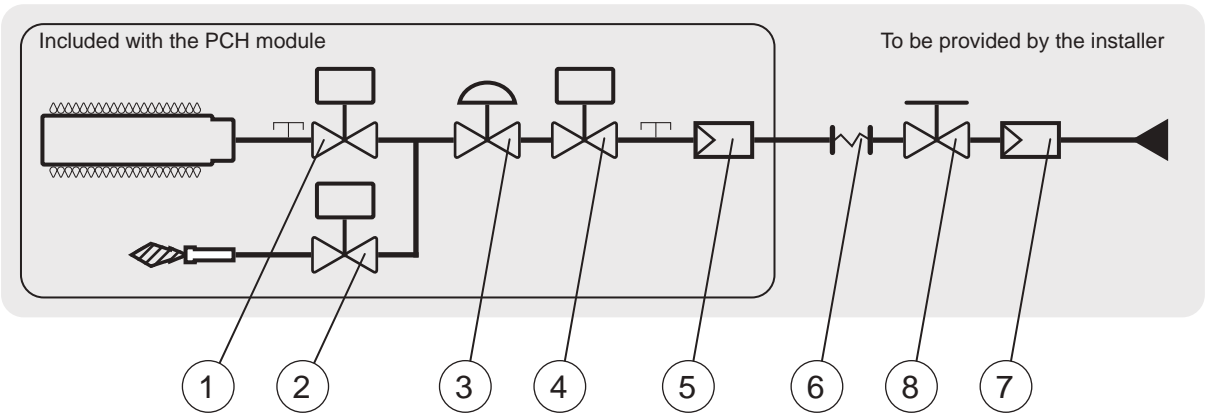 Included with the PCH module
To be provided by the installer
1 2 3 4 5 6 8 7